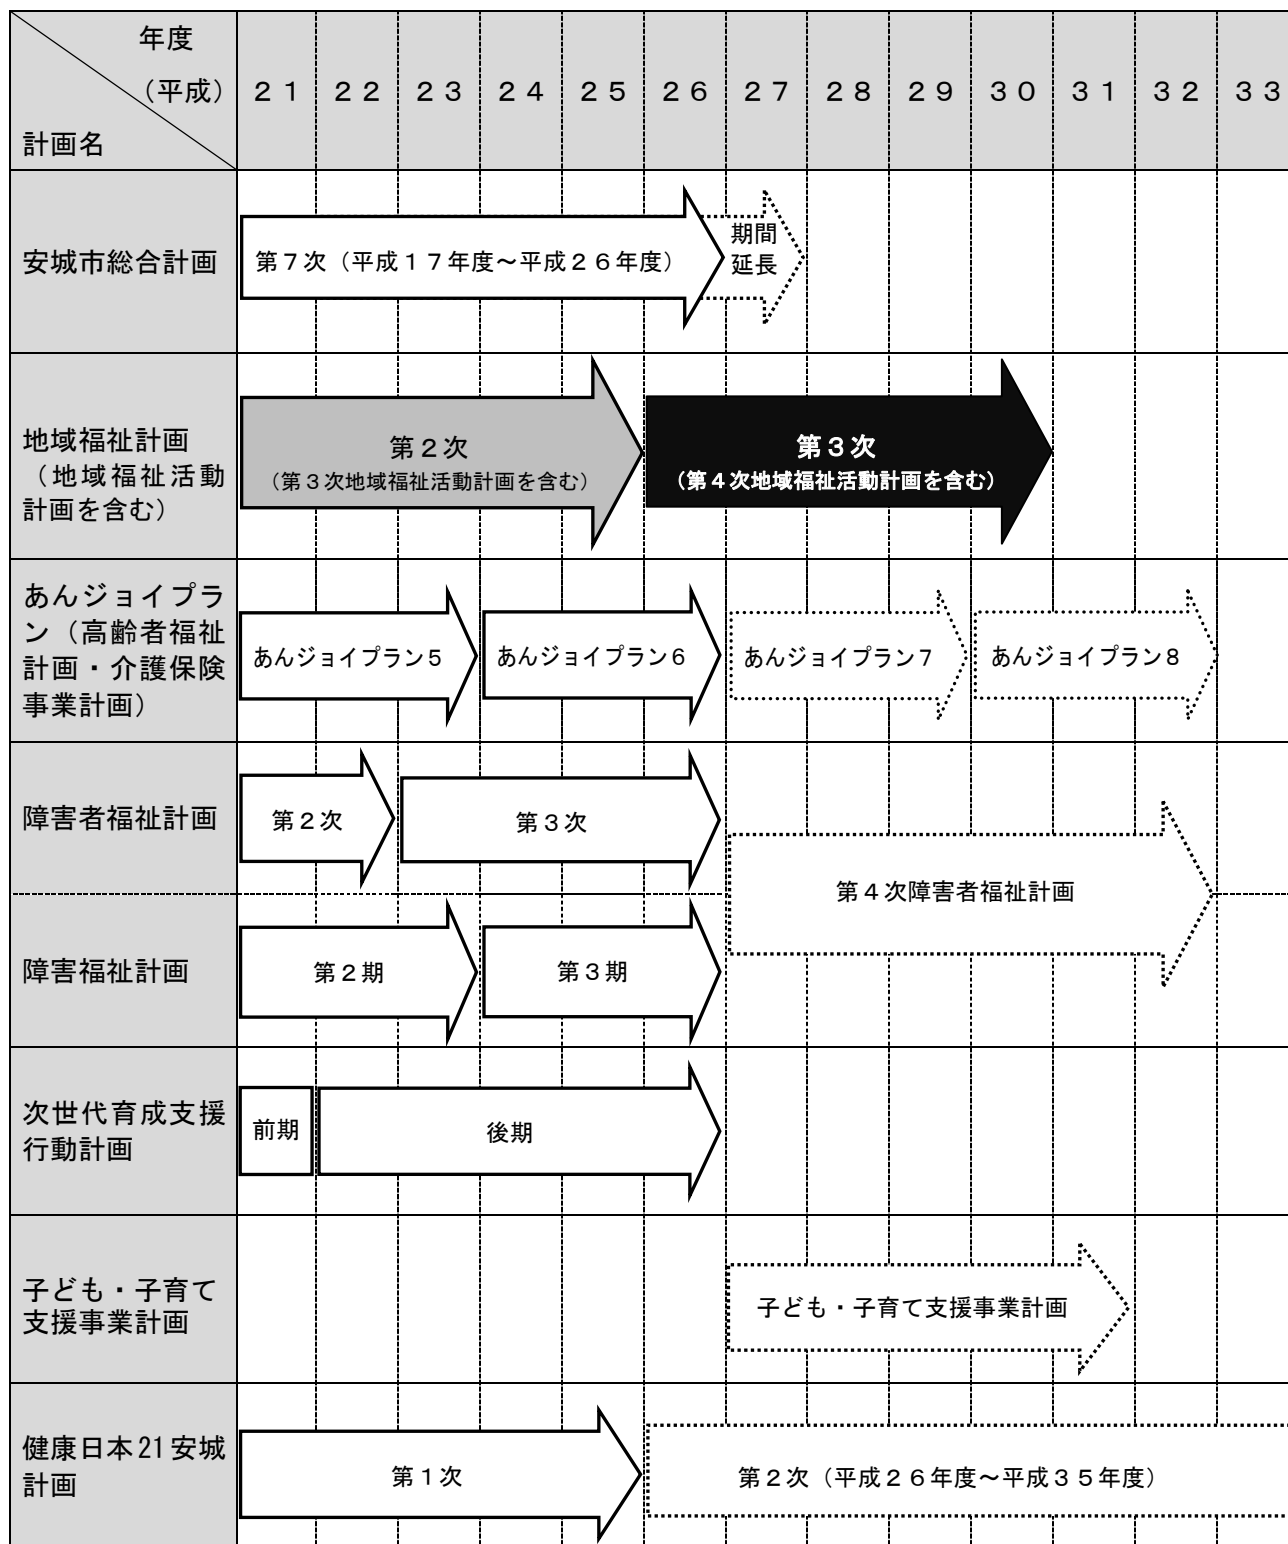 年度
（平成）
計画名
２１ ２２ ２３ ２４ ２５ ２６ ２７ ２８ ２９ ３０ ３１ ３２ ３３
安城市総合計画
第７次（平成１７年度～平成２６年度）
期間
延長
地域福祉計画
（地域福祉活動
計画を含む）
第２次
（第３次地域福祉活動計画を含む）
第３次
（第４次地域福祉活動計画を含む）
あんジョイプラ
ン（高齢者福祉
計画・介護保険
事業計画）
あんジョイプラン５
あんジョイプラン６
あんジョイプラン７
あんジョイプラン８
障害者福祉計画
第２次
第３次
第４次障害者福祉計画
障害福祉計画
第２期
第３期
次世代育成支援
行動計画
前期
後期
子ども・子育て
支援事業計画
子ども・子育て支援事業計画
健康日本21安城
計画
第１次
第２次（平成２６年度～平成３５年度）